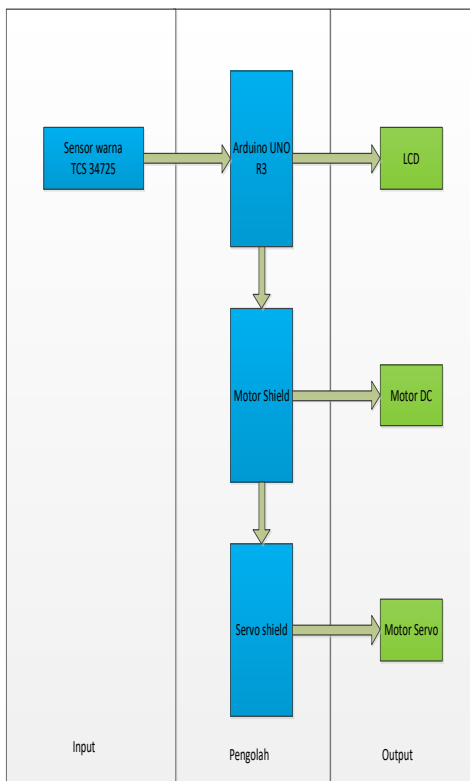 Sensor warna
TCS 34725
Arduino UNO
R3
LCD
Motor Shield
Motor DC
Servo shield
Motor Servo
Input
Pengolah
Output